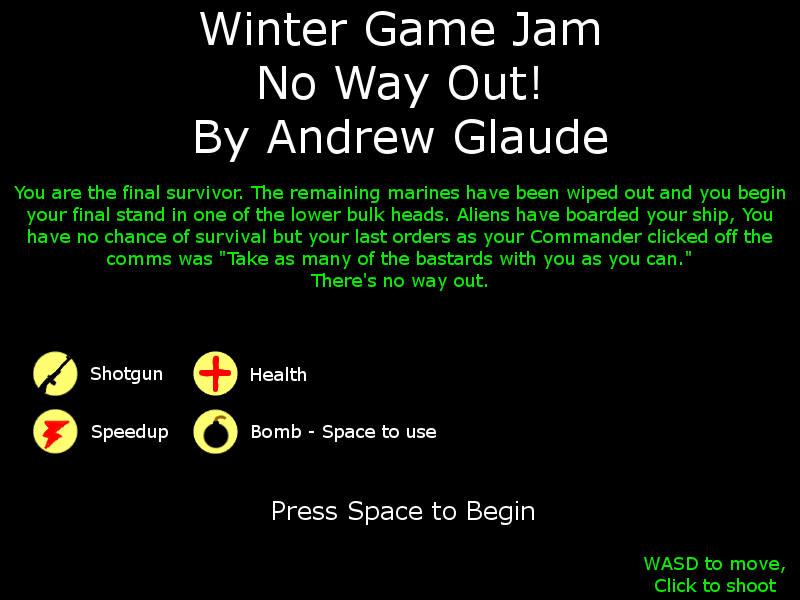 Winter Game Jam
No Way Out!
By Andrew Glaude
You are the final survivor. The remaining marines have been wiped out and you begin
your final stand in one of the lower bulk heads. Aliens have boarded your ship, You
have no chance of survival but your last orders as your Commander clicked off the
comms was "Take as many of the bastards with you as you can."
There's no way out.
Shotgun
Health
Speedup
Bomb - Space to use
Press Space to Begin
WASD to move,
Click to shoot